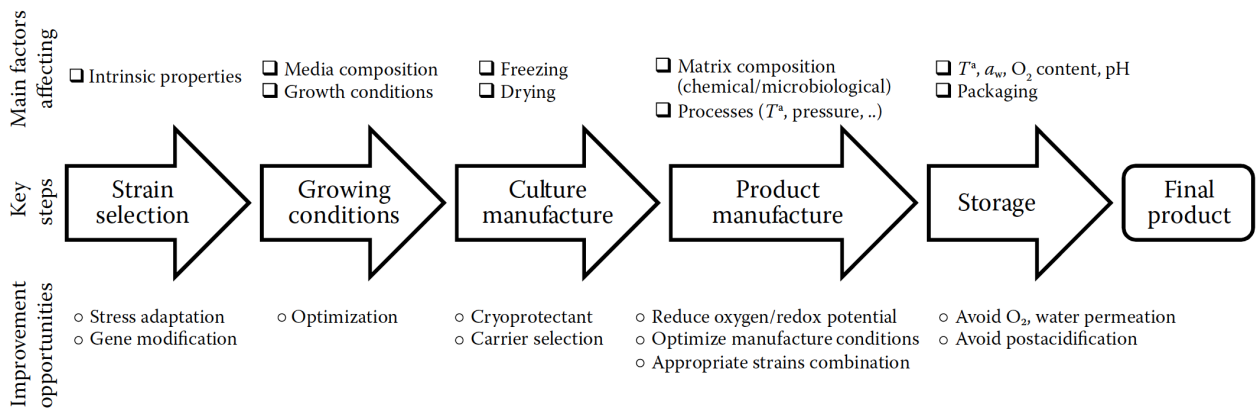 Main factors
affecting
❑ Intrinsic properties
❑ Media composition
❑ Growth conditions
❑ Freezing
❑ Drying
❑ Matrix composition
(chemical/microbiological)
❑ Processes (Tᵃ, pressure, ..)
❑ Tᵃ, a_w, O₂ content, pH
❑ Packaging
Key
steps
Strain
selection
Growing
conditions
Culture
manufacture
Product
manufacture
Storage
Final
product
Improvement
opportunities
○ Stress adaptation
○ Gene modification
○ Optimization
○ Cryoprotectant
○ Carrier selection
○ Reduce oxygen/redox potential
○ Optimize manufacture conditions
○ Appropriate strains combination
○ Avoid O₂, water permeation
○ Avoid postacidification